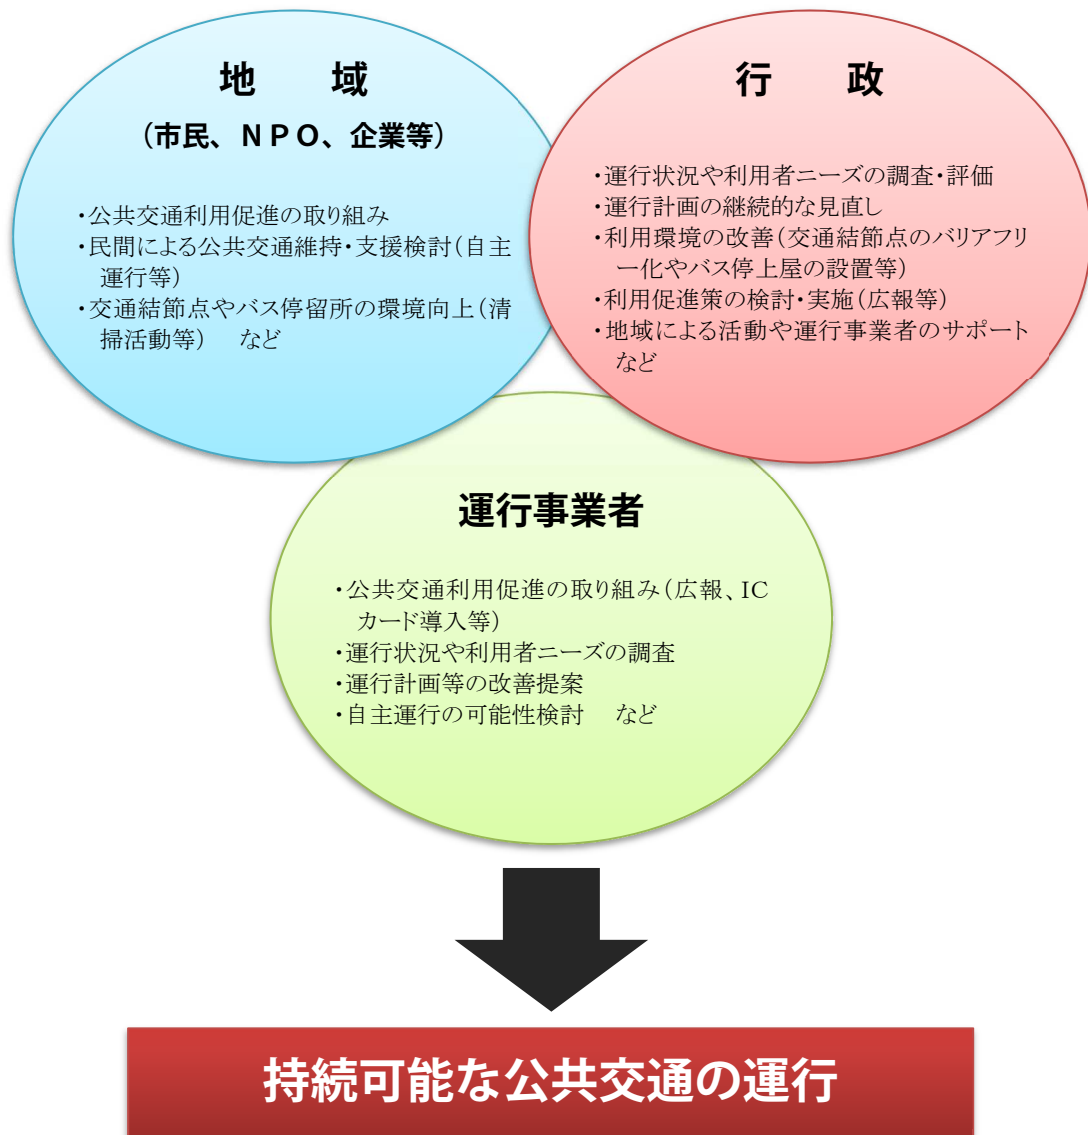 地　　域
（市民、ＮＰＯ、企業等）
・公共交通利用促進の取り組み
・民間による公共交通維持・支援検討（自主
運行等）
・交通結節点やバス停留所の環境向上（清
掃活動等）　など
行　　政
・運行状況や利用者ニーズの調査・評価
・運行計画の継続的な見直し
・利用環境の改善（交通結節点のバリアフリ
ー化やバス停上屋の設置等）
・利用促進策の検討・実施（広報等）
・地域による活動や運行事業者のサポート
など
運行事業者
・公共交通利用促進の取り組み（広報、IC
カード導入等）
・運行状況や利用者ニーズの調査
・運行計画等の改善提案
・自主運行の可能性検討　など
持続可能な公共交通の運行